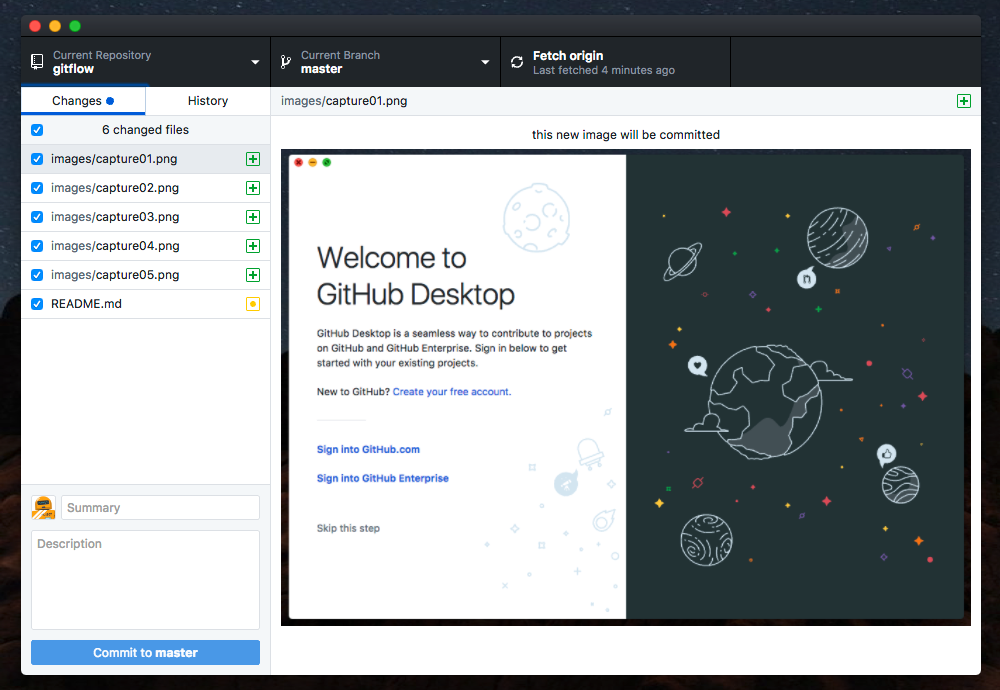 Current Repository
gitflow
Current Branch
master
Fetch origin
Last fetched 4 minutes ago
Changes
History
6 changed files
images/capture01.png
images/capture02.png
images/capture03.png
images/capture04.png
images/capture05.png
README.md
Summary
Description
Commit to master
images/capture01.png
this new image will be committed
Welcome to
GitHub Desktop
GitHub Desktop is a seamless way to contribute to projects
on GitHub and GitHub Enterprise. Sign in below to get
started with your existing projects.
New to GitHub? Create your free account.
Sign into GitHub.com
Sign into GitHub Enterprise
Skip this step